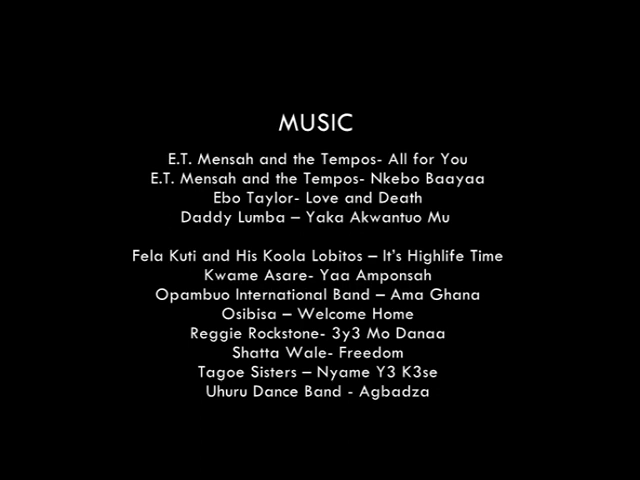 MUSIC
E.T. Mensah and the Tempos- All for You
E.T. Mensah and the Tempos- Nkebo Baayaa
Ebo Taylor- Love and Death
Daddy Lumba – Yaka Akwantuo Mu
Fela Kuti and His Koola Lobitos – It's Highlife Time
Kwame Asare- Yaa Amponsah
Opambuo International Band – Ama Ghana
Osibisa – Welcome Home
Reggie Rockstone- 3y3 Mo Danaa
Shatta Wale- Freedom
Tagoe Sisters – Nyame Y3 K3se
Uhuru Dance Band - Agbadza